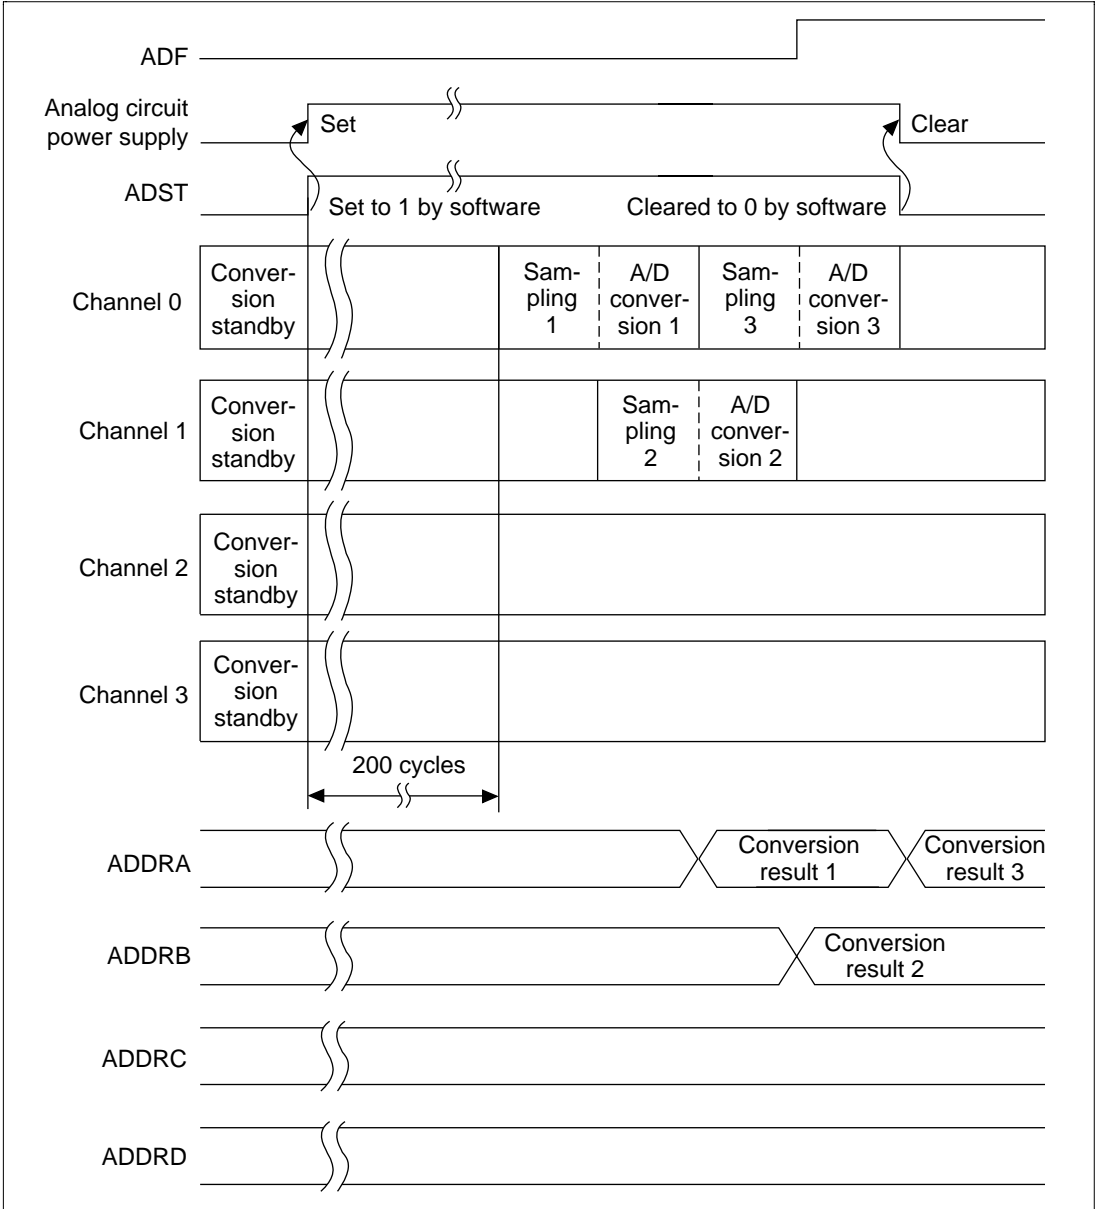 ADF
Analog circuit
power supply
Set
Clear
ADST
Set to 1 by software
Cleared to 0 by software
Channel 0
Conver-
sion
standby
Sam-
pling
1
A/D
conver-
sion 1
Sam-
pling
3
A/D
conver-
sion 3
Channel 1
Conver-
sion
standby
Sam-
pling
2
A/D
conver-
sion 2
Channel 2
Conver-
sion
standby
Channel 3
Conver-
sion
standby
200 cycles
ADDRA
Conversion
result 1
Conversion
result 3
ADDRB
Conversion
result 2
ADDRC
ADDRD